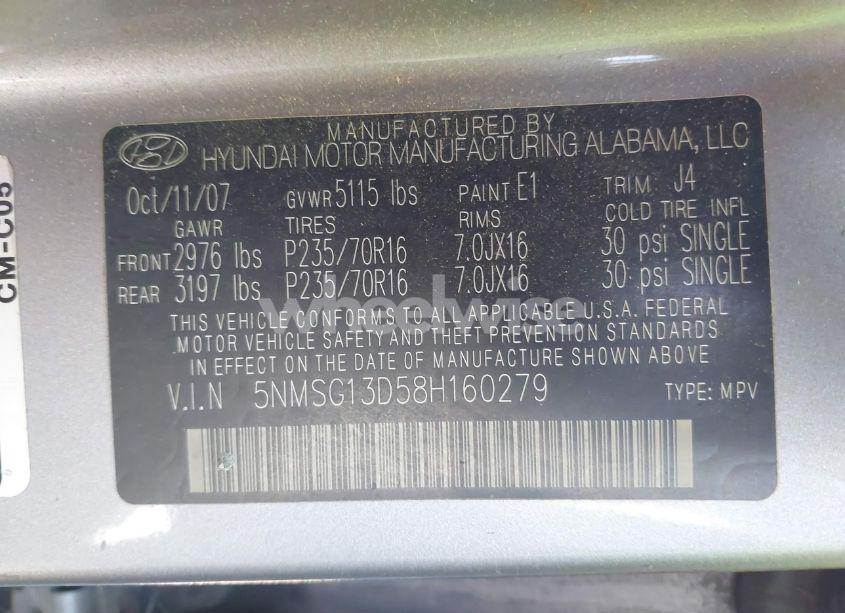 MANUFACTURED BY
HYUNDAI MOTOR MANUFACTURING ALABAMA, LLC
Oct/11/07 GVWR 5115 lbs PAINT E1 TRIM J4
GAWR TIRES RIMS COLD TIRE INFL
FRONT 2976 lbs P235/70R16 7.0JX16 30 psi SINGLE
REAR 3197 lbs P235/70R16 7.0JX16 30 psi SINGLE
THIS VEHICLE CONFORMS TO ALL APPLICABLE U.S.A. FEDERAL
MOTOR VEHICLE SAFETY AND THEFT PREVENTION STANDARDS
IN EFFECT ON THE DATE OF MANUFACTURE SHOWN ABOVE.
V.I.N 5NMSG13D58H160279 TYPE: MPV
CM-C05
wheelwise